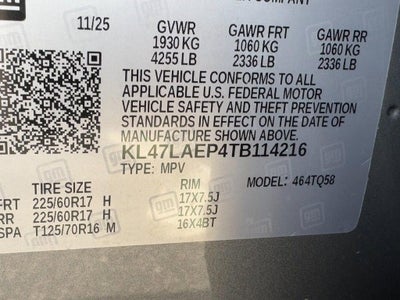 gm
COMPANY
11/25 GVWR GAWR FRT GAWR RR
1930 KG 1060 KG 1060 KG
4255 LB 2336 LB 2336 LB
THIS VEHICLE CONFORMS TO ALL
APPLICABLE U.S. FEDERAL MOTOR
VEHICLE SAFETY AND THEFT PREVENTION
STANDARDS IN EFFECT ON THE DATE OF
MANUFACTURE SHOWN ABOVE.
KL47LAEP4TB114216
TYPE: MPV MODEL: 464TQ58
TIRE SIZE RIM
FRT 225/60R17 H 17X7.5J
RR 225/60R17 H 17X7.5J
SPA T125/70R16 M 16X4BT